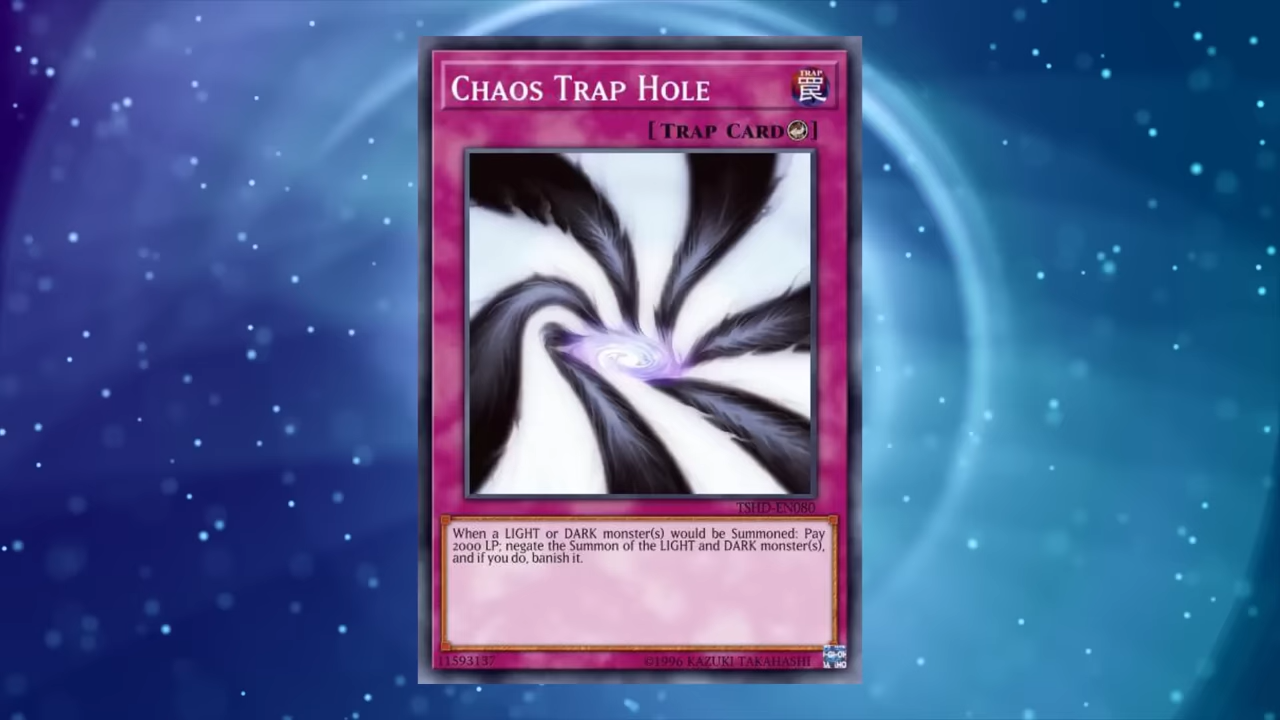 CHAOS TRAP HOLE
TRAP
罠
[TRAP CARD]
TSHD-EN080
When a LIGHT or DARK monster(s) would be Summoned: Pay
2000 LP; negate the Summon of the LIGHT and DARK monster(s),
and if you do, banish it.
11593137
©1996 KAZUKI TAKAHASHI